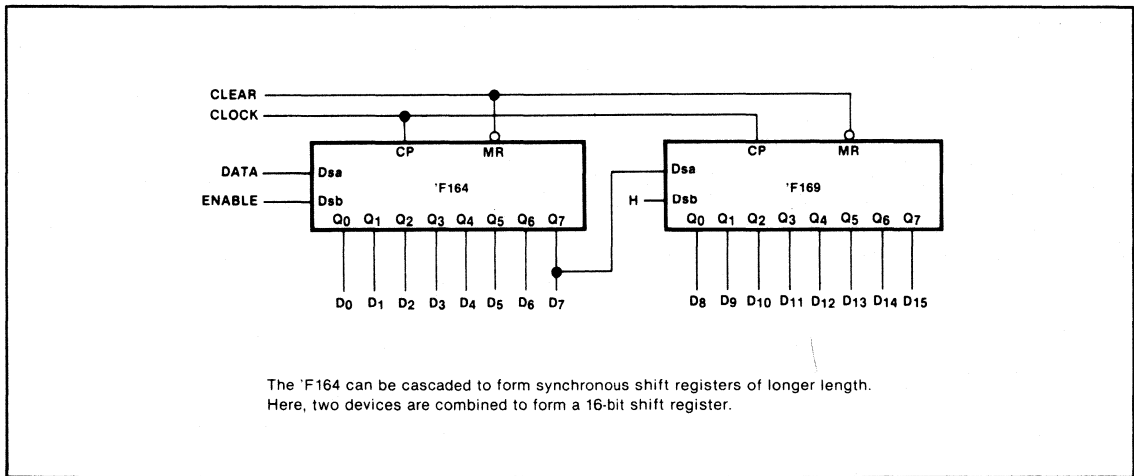 CLEAR
CLOCK
CP MR CP MR
DATA Dsa 'F164 Dsa 'F169
ENABLE Dsb H Dsb
Q0 Q1 Q2 Q3 Q4 Q5 Q6 Q7 Q0 Q1 Q2 Q3 Q4 Q5 Q6 Q7
D0 D1 D2 D3 D4 D5 D6 D7 D8 D9 D10 D11 D12 D13 D14 D15
The 'F164 can be cascaded to form synchronous shift registers of longer length.
Here, two devices are combined to form a 16-bit shift register.